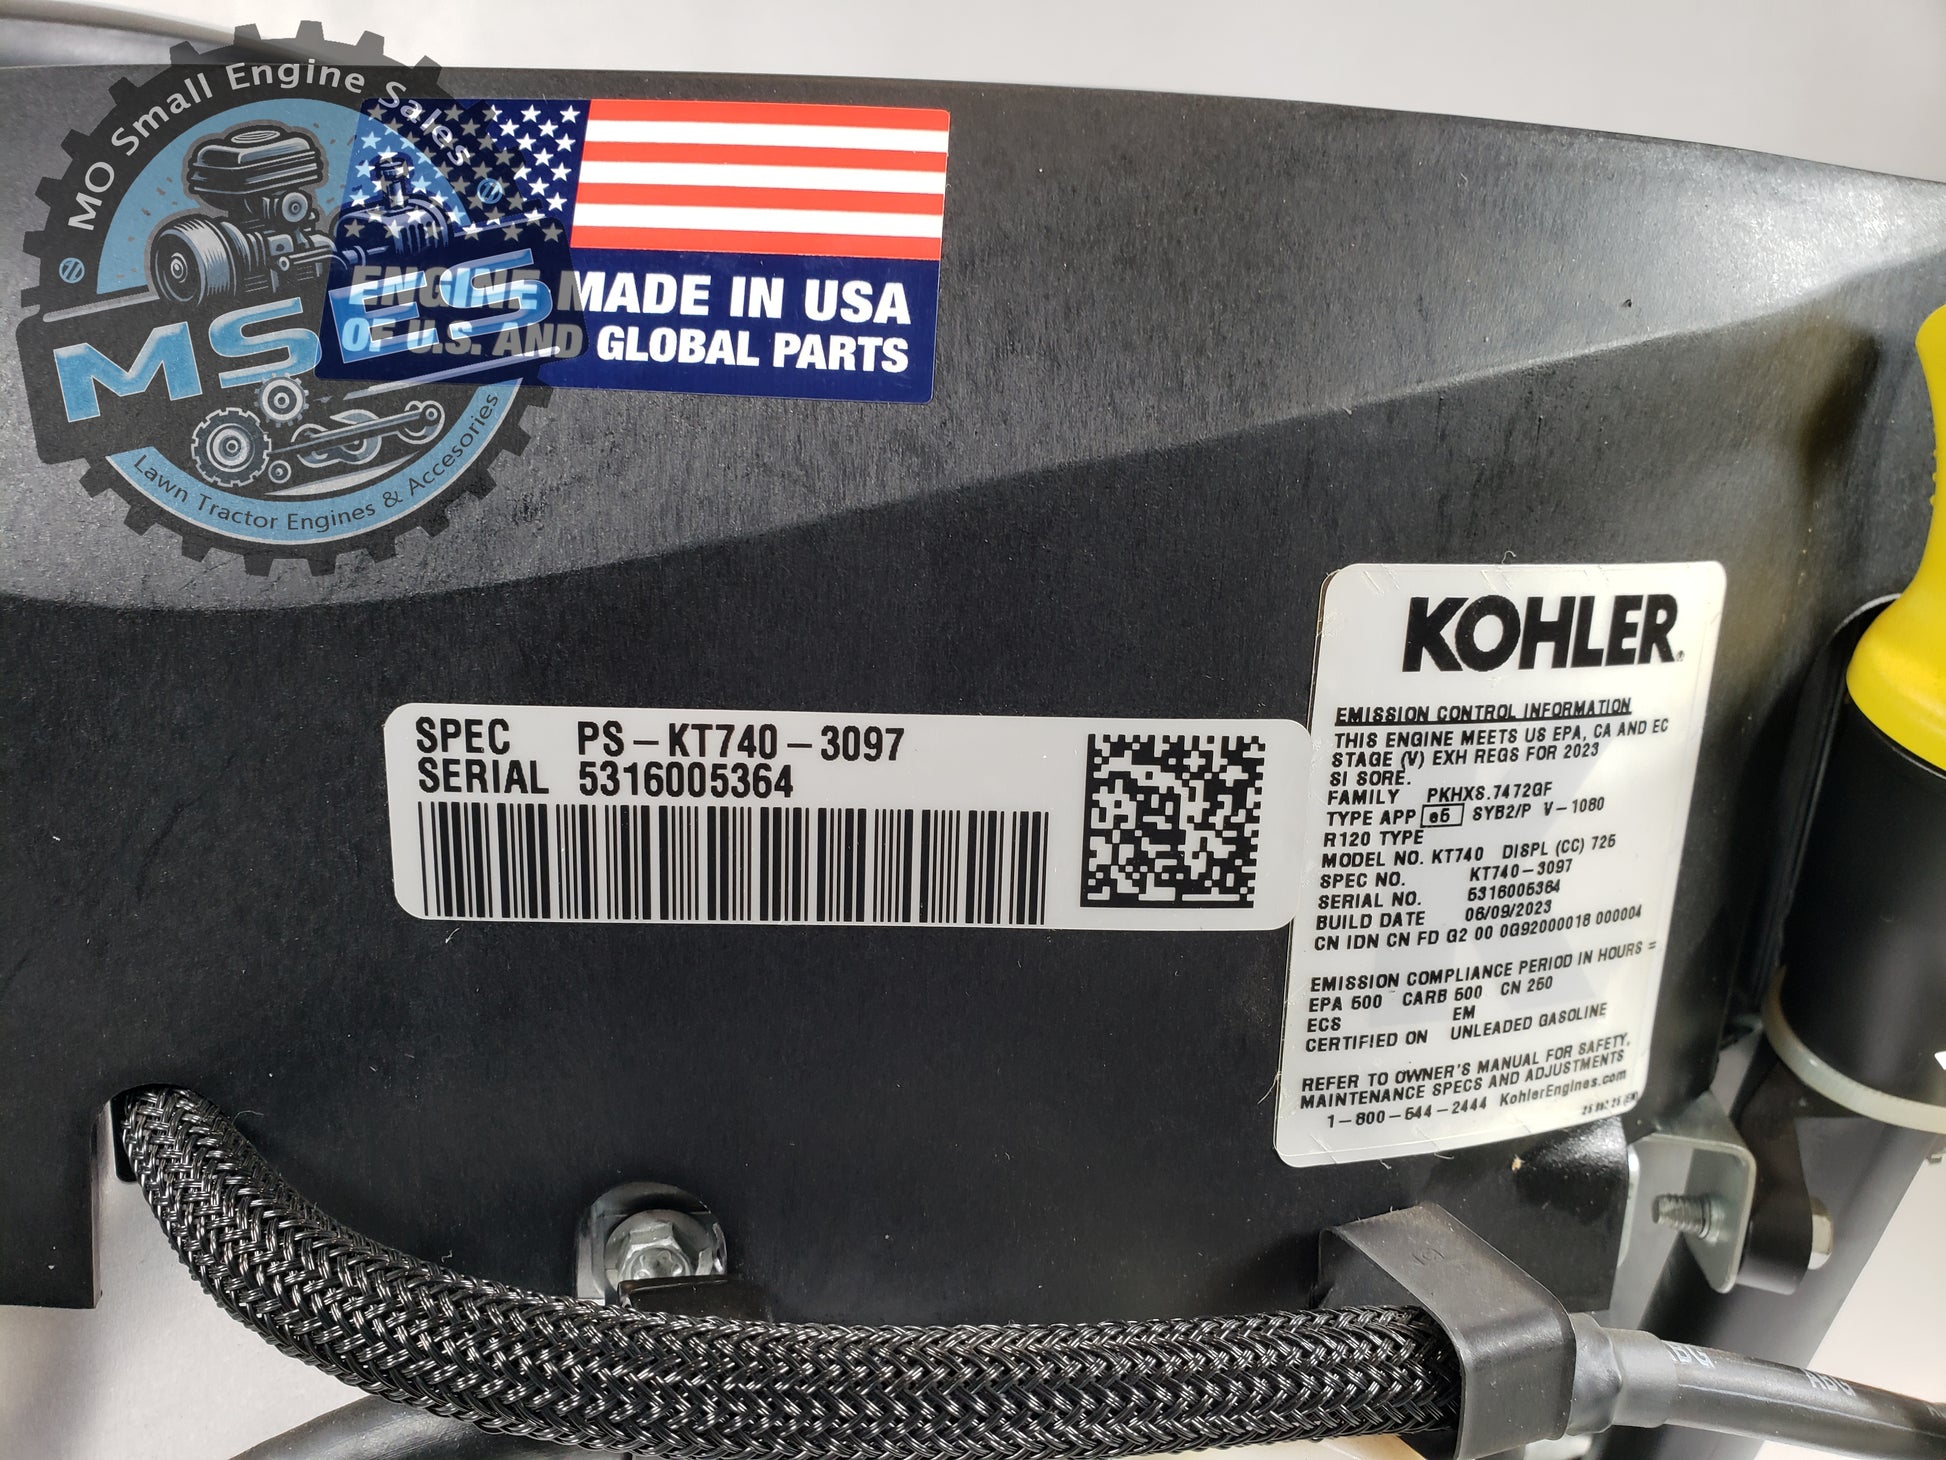 MO Small Engine Sales
MSES
Lawn Tractor Engines & Accesories
ENGINE MADE IN USA
OF U.S. AND GLOBAL PARTS
SPEC PS-KT740-3097
SERIAL 5316005364
KOHLER
EMISSION CONTROL INFORMATION
THIS ENGINE MEETS US EPA, CA AND EC
STAGE (V) EXH REGS FOR 2023
SI SORE.
FAMILY PKHXS.7472GF
TYPE APP e5 SYB2/P V-1080
R120 TYPE
MODEL NO. KT740 DISPL (CC) 725
SPEC NO. KT740-3097
SERIAL NO. 5316005364
BUILD DATE 06/09/2023
CN IDN CN FD G2 00 0G92000018 000004
EMISSION COMPLIANCE PERIOD IN HOURS =
EPA 500 CARB 500 CN 250
ECS EM
CERTIFIED ON UNLEADED GASOLINE
REFER TO OWNER'S MANUAL FOR SAFETY,
MAINTENANCE SPECS AND ADJUSTMENTS
1-800-544-2444 KohlerEngines.com